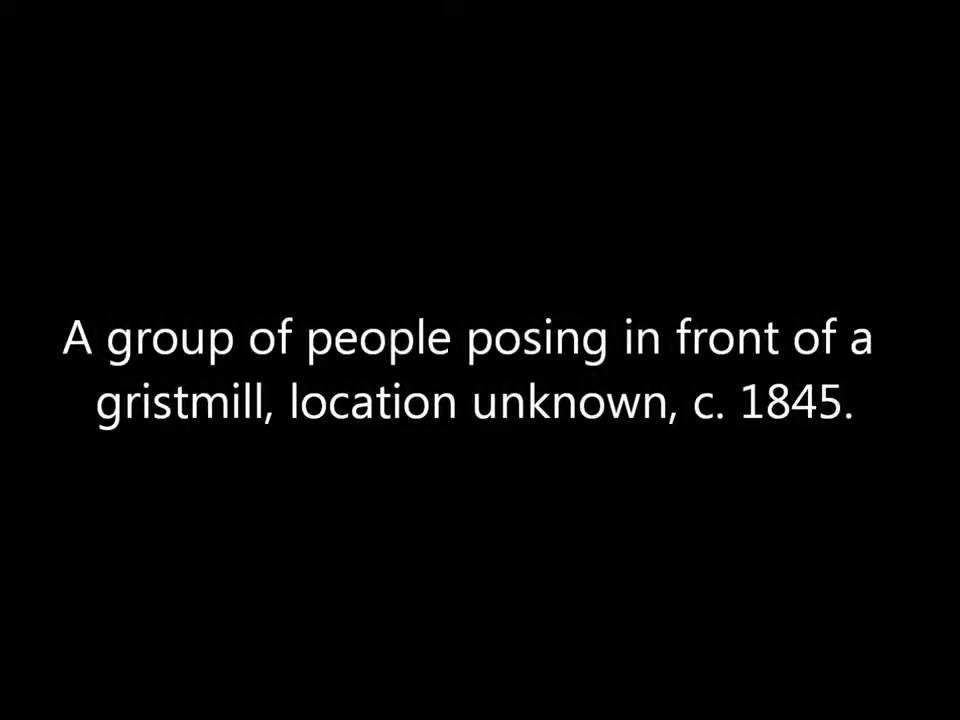 A group of people posing in front of a
gristmill, location unknown, c. 1845.